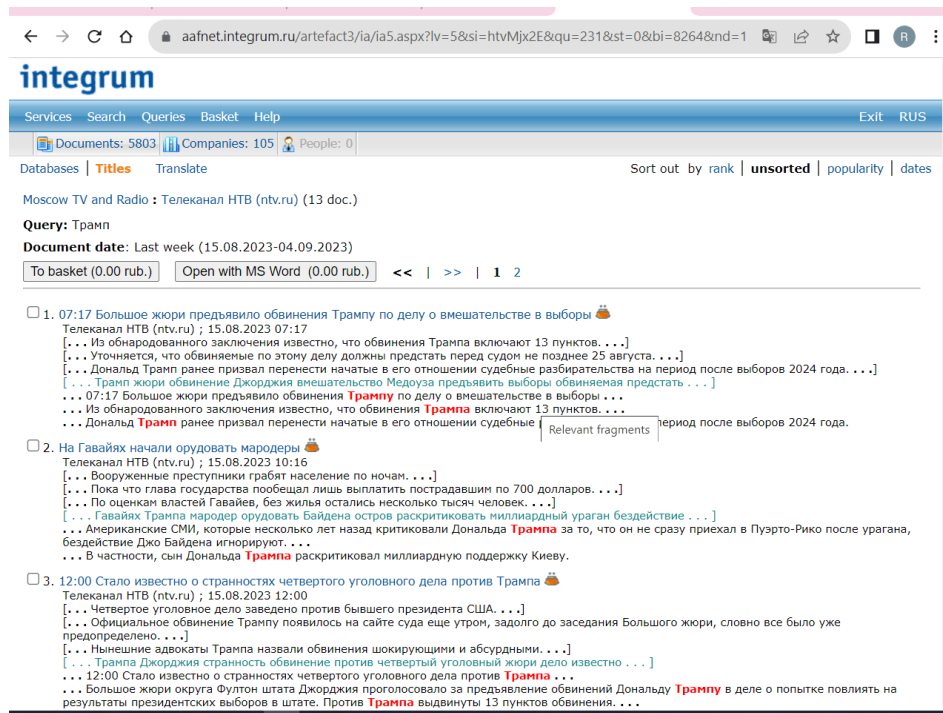 aafnet.integrum.ru/artefact3/ia/ia5.aspx?lv=5&si=htvMjx2E&qu=231&st=0&bi=8264&nd=1
R
integrum
Services Search Queries Basket Help Exit RUS
Documents: 5803 Companies: 105 People: 0
Databases | Titles Translate Sort out by rank | unsorted | popularity | dates
Moscow TV and Radio : Телеканал НТВ (ntv.ru) (13 doc.)
Query: Трамп
Document date: Last week (15.08.2023-04.09.2023)
To basket (0.00 rub.) Open with MS Word (0.00 rub.) << | >> | 1 2
1. 07:17 Большое жюри предъявило обвинения Трампу по делу о вмешательстве в выборы
Телеканал НТВ (ntv.ru) ; 15.08.2023 07:17
[. . . Из обнародованного заключения известно, что обвинения Трампа включают 13 пунктов. . . .]
[. . . Уточняется, что обвиняемые по этому делу должны предстать перед судом не позднее 25 августа. . . .]
[. . . Дональд Трамп ранее призвал перенести начатые в его отношении судебные разбирательства на период после выборов 2024 года. . . .]
[ . . . Трамп жюри обвинение Джорджия вмешательство Медоуза предъявить выборы обвиняемая предстать . . . ]
. . . 07:17 Большое жюри предъявило обвинения Трампу по делу о вмешательстве в выборы . . .
. . . Из обнародованного заключения известно, что обвинения Трампа включают 13 пунктов. . . .
. . . Дональд Трамп ранее призвал перенести начатые в его отношении судебные период после выборов 2024 года.
Relevant fragments
2. На Гавайях начали орудовать мародеры
Телеканал НТВ (ntv.ru) ; 15.08.2023 10:16
[. . . Вооруженные преступники грабят население по ночам. . . .]
[. . . Пока что глава государства пообещал лишь выплатить пострадавшим по 700 долларов. . . .]
[. . . По оценкам властей Гавайев, без жилья остались несколько тысяч человек. . . .]
[ . . . Гавайях Трампа мародер орудовать Байдена остров раскритиковать миллиардный ураган бездействие . . . ]
. . . Американские СМИ, которые несколько лет назад критиковали Дональда Трампа за то, что он не сразу приехал в Пуэрто-Рико после урагана,
бездействие Джо Байдена игнорируют. . . .
. . . В частности, сын Дональда Трампа раскритиковал миллиардную поддержку Киеву.
3. 12:00 Стало известно о странностях четвертого уголовного дела против Трампа
Телеканал НТВ (ntv.ru) ; 15.08.2023 12:00
[. . . Четвертое уголовное дело заведено против бывшего президента США. . . .]
[. . . Официальное обвинение Трампу появилось на сайте суда еще утром, задолго до заседания Большого жюри, словно все было уже
предопределено. . . .]
[. . . Нынешние адвокаты Трампа назвали обвинения шокирующими и абсурдными. . . .]
[ . . . Трампа Джорджия странность обвинение против четвертый уголовный жюри дело известно . . . ]
. . . 12:00 Стало известно о странностях четвертого уголовного дела против Трампа . . .
. . . Большое жюри округа Фултон штата Джорджия проголосовало за предъявление обвинений Дональду Трампу в деле о попытке повлиять на
результаты президентских выборов в штате. Против Трампа выдвинуты 13 пунктов обвинения. . . .